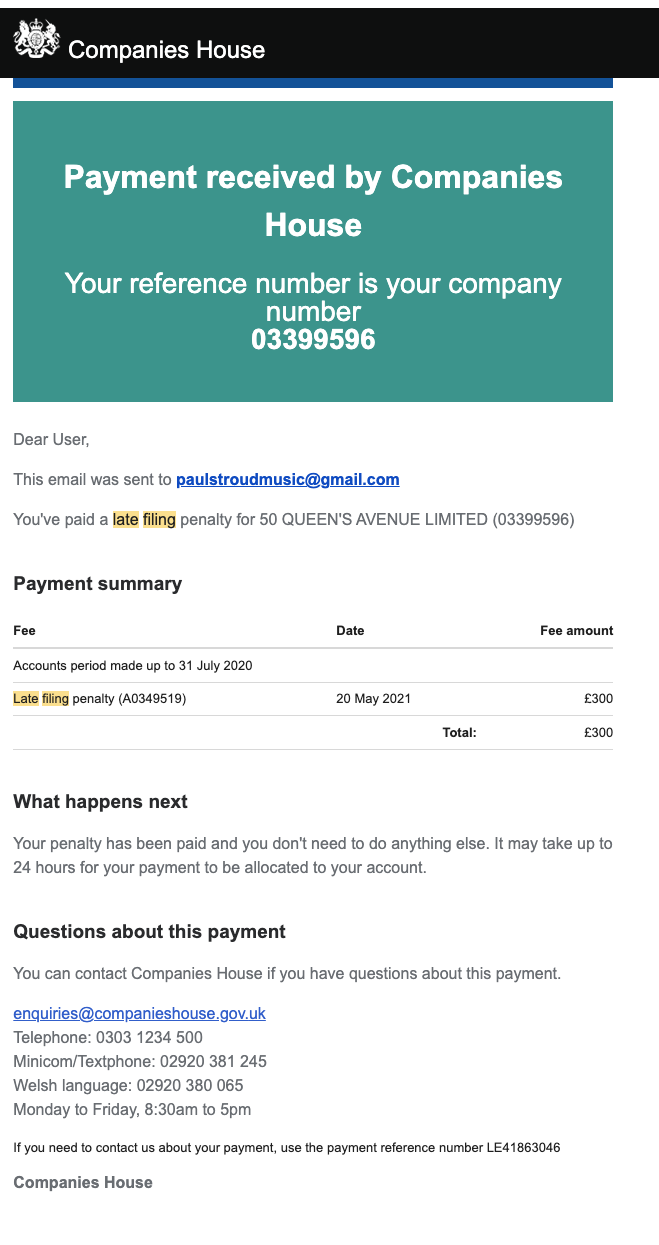 Companies House
Payment received by Companies
House
Your reference number is your company
number
03399596
Dear User,
This email was sent to paulstroudmusic@gmail.com
You've paid a late filing penalty for 50 QUEEN'S AVENUE LIMITED (03399596)
Payment summary
Fee Date Fee amount
Accounts period made up to 31 July 2020
Late filing penalty (A0349519) 20 May 2021 £300
Total: £300
What happens next
Your penalty has been paid and you don't need to do anything else. It may take up to
24 hours for your payment to be allocated to your account.
Questions about this payment
You can contact Companies House if you have questions about this payment.
enquiries@companieshouse.gov.uk
Telephone: 0303 1234 500
Minicom/Textphone: 02920 381 245
Welsh language: 02920 380 065
Monday to Friday, 8:30am to 5pm
If you need to contact us about your payment, use the payment reference number LE41863046
Companies House